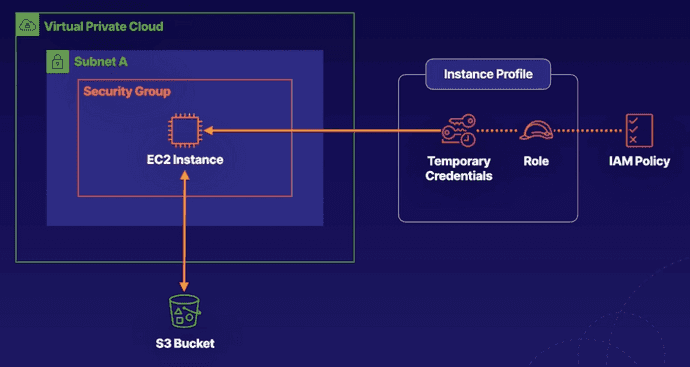 Virtual Private Cloud
Subnet A
Security Group
EC2 Instance
Instance Profile
Temporary
Credentials
Role
IAM Policy
S3 Bucket